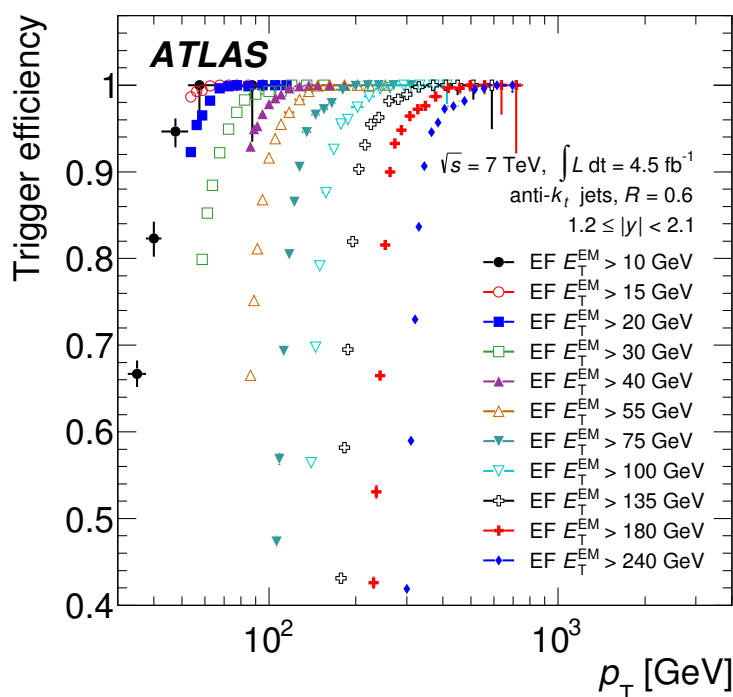 ATLAS
Trigger efficiency
1
0.9
0.8
0.7
0.6
0.5
0.4
√s = 7 TeV, ∫L dt = 4.5 fb⁻¹
anti-kₜ jets, R = 0.6
1.2 ≤ |y| < 2.1
EF E_T^EM > 10 GeV
EF E_T^EM > 15 GeV
EF E_T^EM > 20 GeV
EF E_T^EM > 30 GeV
EF E_T^EM > 40 GeV
EF E_T^EM > 55 GeV
EF E_T^EM > 75 GeV
EF E_T^EM > 100 GeV
EF E_T^EM > 135 GeV
EF E_T^EM > 180 GeV
EF E_T^EM > 240 GeV
10² 10³
p_T [GeV]